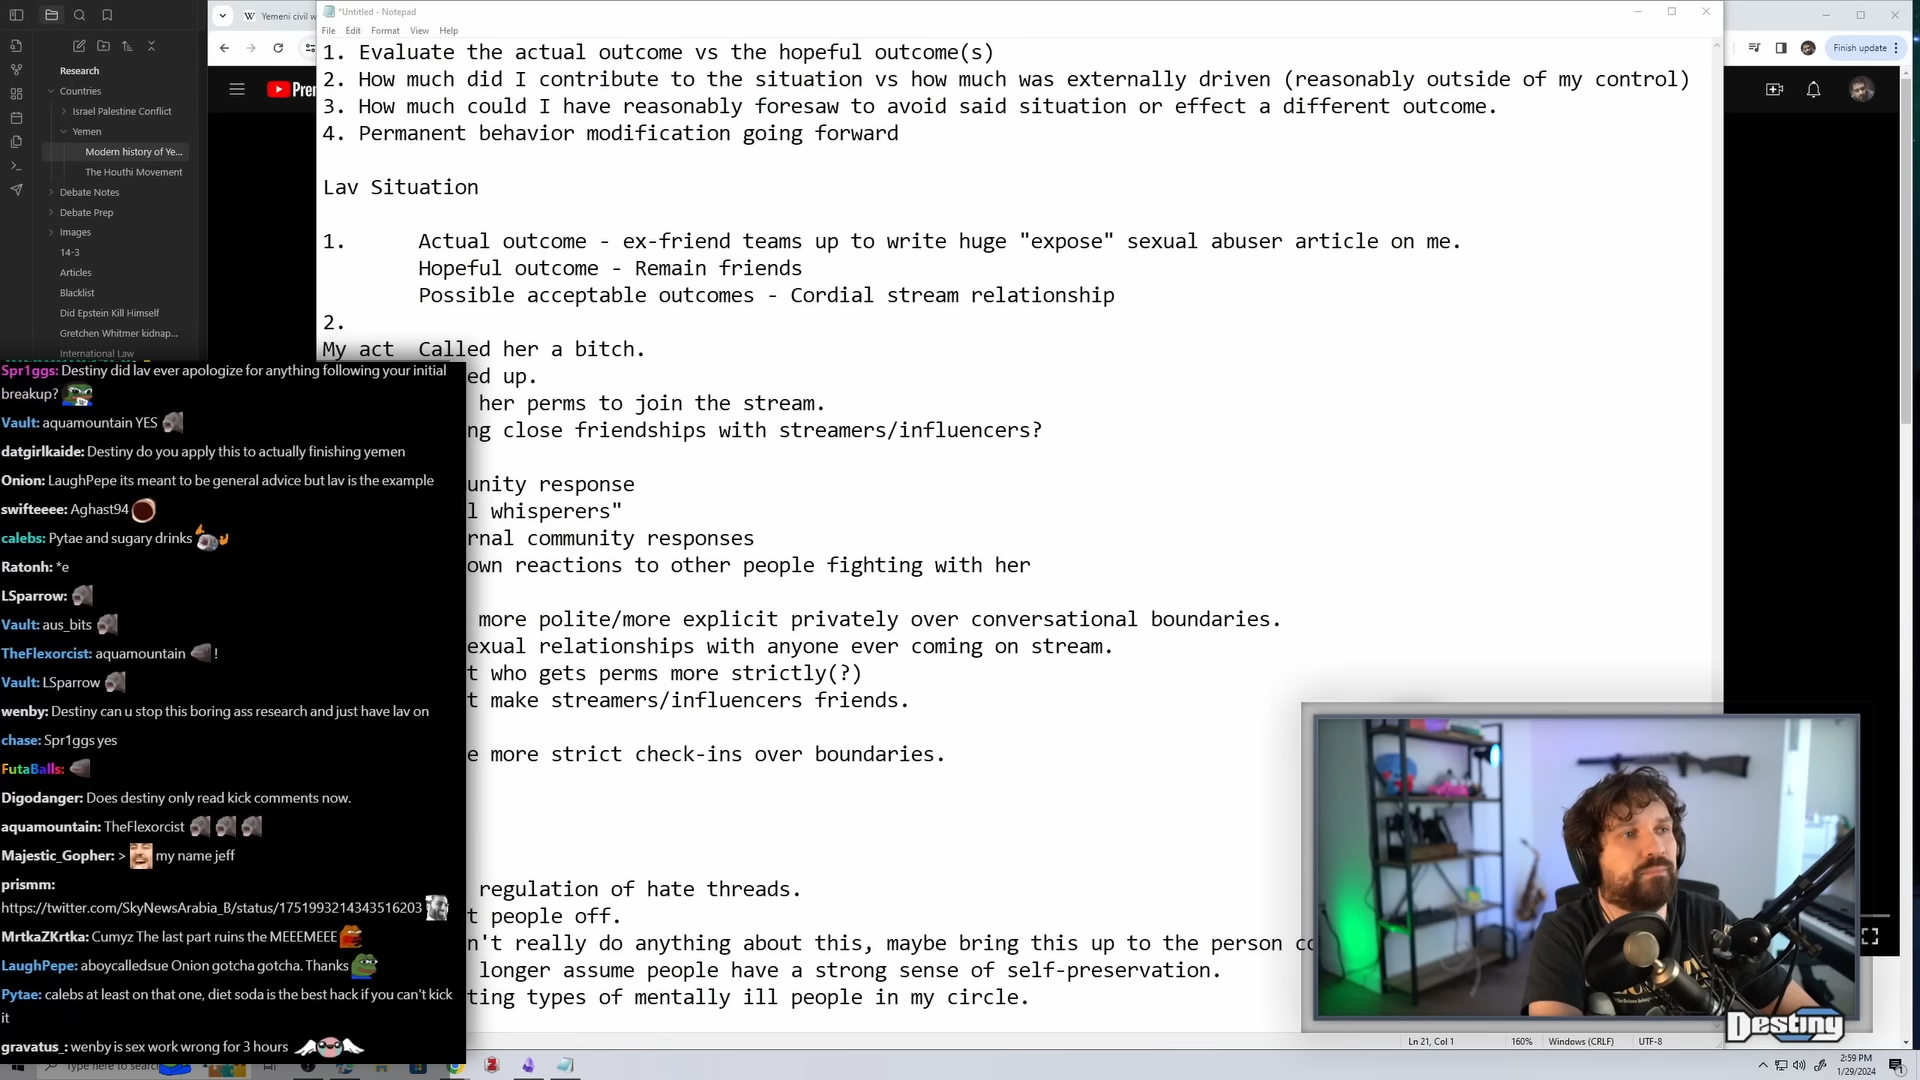 Yemeni civil w
*Untitled - Notepad
File Edit Format View Help
Finish update
Prem
Research
Countries
Israel Palestine Conflict
Yemen
Modern history of Ye...
The Houthi Movement
Debate Notes
Debate Prep
Images
14-3
Articles
Blacklist
Did Epstein Kill Himself
Gretchen Whitmer kidnap...
International Law
1. Evaluate the actual outcome vs the hopeful outcome(s)
2. How much did I contribute to the situation vs how much was externally driven (reasonably outside of my control)
3. How much could I have reasonably foresaw to avoid said situation or effect a different outcome.
4. Permanent behavior modification going forward
Lav Situation
1. Actual outcome - ex-friend teams up to write huge "expose" sexual abuser article on me.
Hopeful outcome - Remain friends
Possible acceptable outcomes - Cordial stream relationship
2.
My act Called her a bitch.
ed up.
her perms to join the stream.
ng close friendships with streamers/influencers?
unity response
l whisperers"
rnal community responses
own reactions to other people fighting with her
more polite/more explicit privately over conversational boundaries.
exual relationships with anyone ever coming on stream.
t who gets perms more strictly(?)
t make streamers/influencers friends.
e more strict check-ins over boundaries.
regulation of hate threads.
t people off.
n't really do anything about this, maybe bring this up to the person co
longer assume people have a strong sense of self-preservation.
ting types of mentally ill people in my circle.
Spr1ggs: Destiny did lav ever apologize for anything following your initial
breakup?
Vault: aquamountain YES
datgirlkaide: Destiny do you apply this to actually finishing yemen
Onion: LaughPepe its meant to be general advice but lav is the example
swifteeee: Aghast94
calebs: Pytae and sugary drinks
Ratonh: *e
LSparrow:
Vault: aus_bits
TheFlexorcist: aquamountain !
Vault: LSparrow
wenby: Destiny can u stop this boring ass research and just have lav on
chase: Spr1ggs yes
FutaBalls:
Digodanger: Does destiny only read kick comments now.
aquamountain: TheFlexorcist
Majestic_Gopher: > my name jeff
prismm:
https://twitter.com/SkyNewsArabia_B/status/1751993214343516203
MrtkaZKrtka: Cumyz The last part ruins the MEEEMEEE
LaughPepe: aboycalledsue Onion gotcha gotcha. Thanks
Pytae: calebs at least on that one, diet soda is the best hack if you can't kick
it
gravatus_: wenby is sex work wrong for 3 hours
Destiny
Ln 21, Col 1 160% Windows (CRLF) UTF-8
Type here to search
2:59 PM
1/29/2024